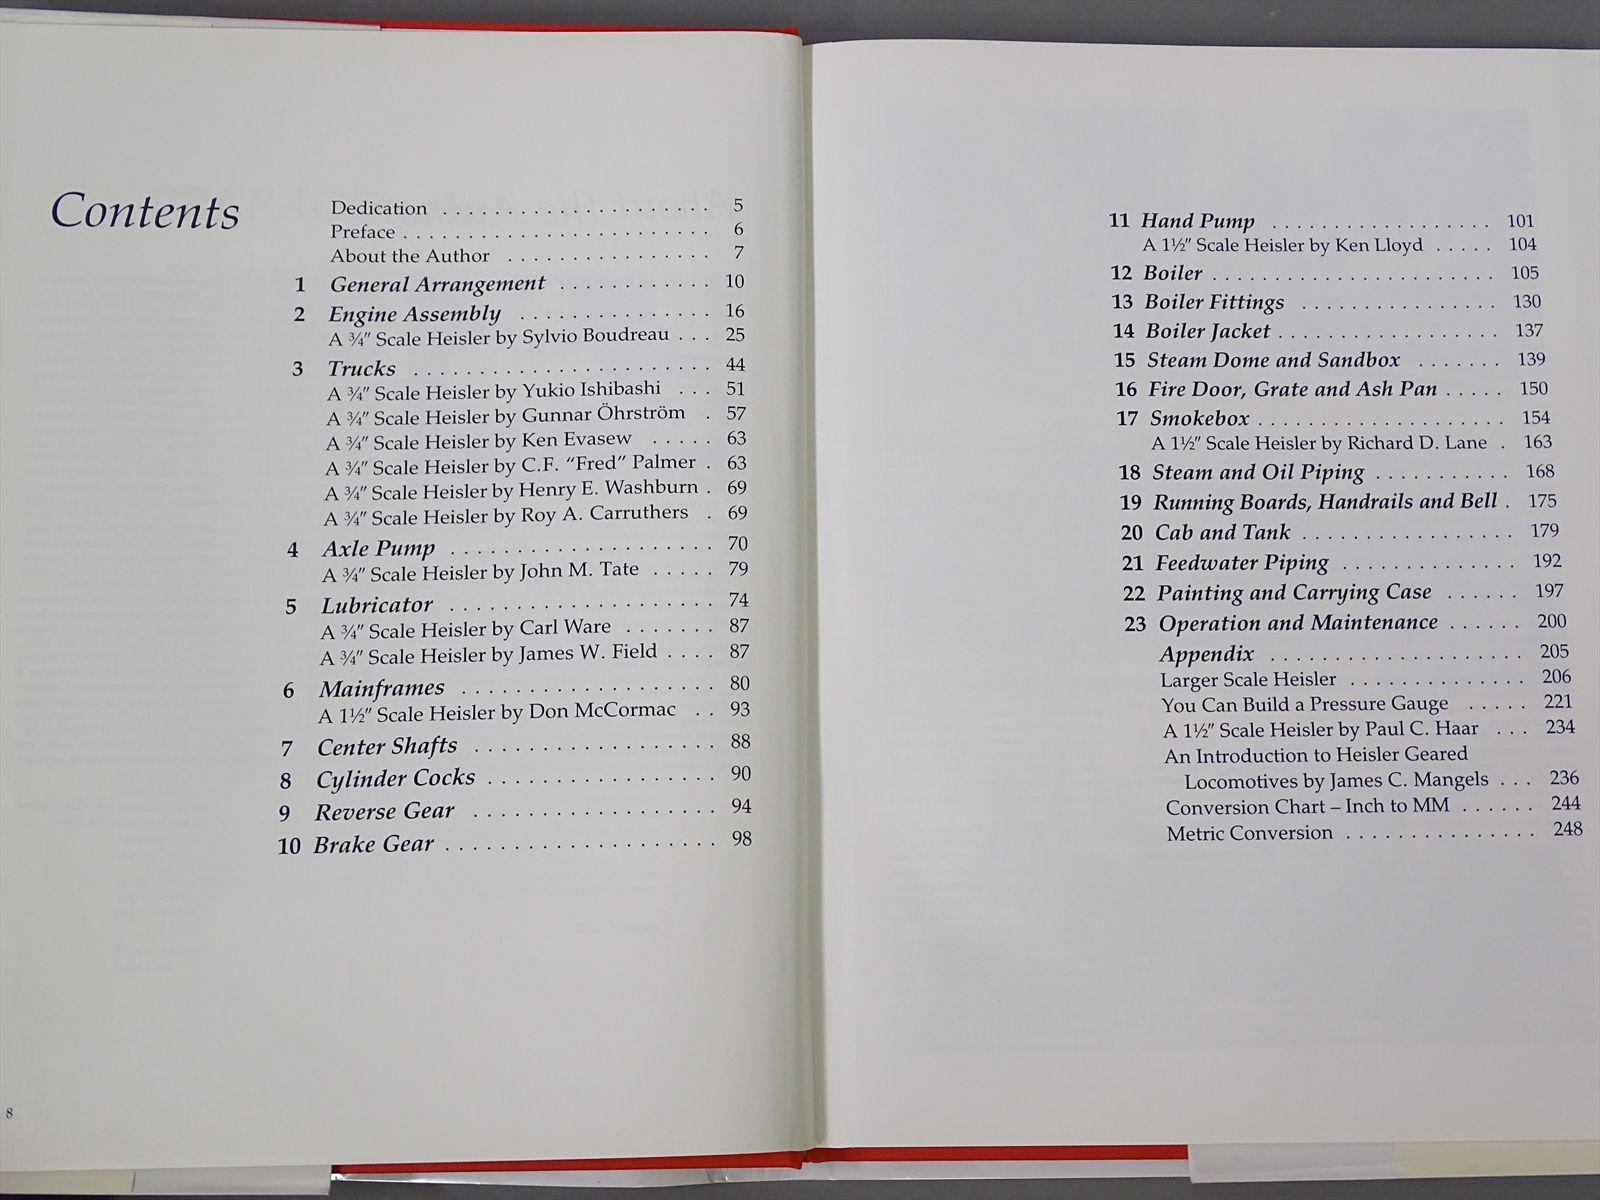 Contents
Dedication . . . . . . . . . . . . . . . . . . . . . 5
Preface . . . . . . . . . . . . . . . . . . . . . . . . 6
About the Author . . . . . . . . . . . . . . . . 7
1 General Arrangement . . . . . . . . . . . . 10
2 Engine Assembly . . . . . . . . . . . . . . . 16
A ¾" Scale Heisler by Sylvio Boudreau . . . 25
3 Trucks . . . . . . . . . . . . . . . . . . . . . . . 44
A ¾" Scale Heisler by Yukio Ishibashi . . . 51
A ¾" Scale Heisler by Gunnar Öhrström . 57
A ¾" Scale Heisler by Ken Evasew . . . . . 63
A ¾" Scale Heisler by C.F. “Fred” Palmer . 63
A ¾" Scale Heisler by Henry E. Washburn . 69
A ¾" Scale Heisler by Roy A. Carruthers . 69
4 Axle Pump . . . . . . . . . . . . . . . . . . . . 70
A ¾" Scale Heisler by John M. Tate . . . . . 79
5 Lubricator . . . . . . . . . . . . . . . . . . . . 74
A ¾" Scale Heisler by Carl Ware . . . . . . . 87
A ¾" Scale Heisler by James W. Field . . . . 87
6 Mainframes . . . . . . . . . . . . . . . . . . . 80
A 1½" Scale Heisler by Don McCormac . . 93
7 Center Shafts . . . . . . . . . . . . . . . . . . 88
8 Cylinder Cocks . . . . . . . . . . . . . . . . . 90
9 Reverse Gear . . . . . . . . . . . . . . . . . . 94
10 Brake Gear . . . . . . . . . . . . . . . . . . . . 98
8
11 Hand Pump . . . . . . . . . . . . . . . . . 101
A 1½" Scale Heisler by Ken Lloyd . . . . . 104
12 Boiler . . . . . . . . . . . . . . . . . . . . . . 105
13 Boiler Fittings . . . . . . . . . . . . . . . 130
14 Boiler Jacket . . . . . . . . . . . . . . . . . 137
15 Steam Dome and Sandbox . . . . . . . 139
16 Fire Door, Grate and Ash Pan . . . . . 150
17 Smokebox . . . . . . . . . . . . . . . . . . . 154
A 1½" Scale Heisler by Richard D. Lane . 163
18 Steam and Oil Piping . . . . . . . . . . . 168
19 Running Boards, Handrails and Bell . 175
20 Cab and Tank . . . . . . . . . . . . . . . . . 179
21 Feedwater Piping . . . . . . . . . . . . . . 192
22 Painting and Carrying Case . . . . . . 197
23 Operation and Maintenance . . . . . . 200
Appendix . . . . . . . . . . . . . . . . . . . . 205
Larger Scale Heisler . . . . . . . . . . . . . . 206
You Can Build a Pressure Gauge . . . . . 221
A 1½" Scale Heisler by Paul C. Haar . . . 234
An Introduction to Heisler Geared
Locomotives by James C. Mangels . . . 236
Conversion Chart – Inch to MM . . . . . . 244
Metric Conversion . . . . . . . . . . . . . . . 248